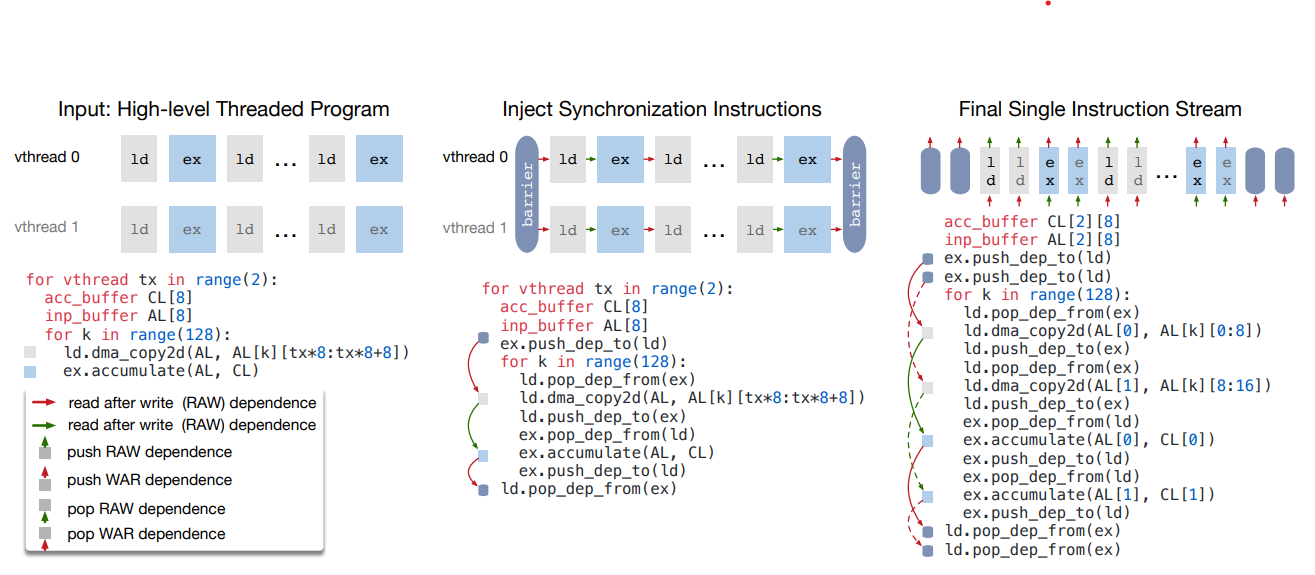 Input: High-level Threaded Program
vthread 0
ld ex ld ... ld ex
vthread 1
ld ex ld ... ld ex
for vthread tx in range(2):
acc_buffer CL[8]
inp_buffer AL[8]
for k in range(128):
ld.dma_copy2d(AL, AL[k][tx*8:tx*8+8])
ex.accumulate(AL, CL)
read after write (RAW) dependence
read after write (RAW) dependence
push RAW dependence
push WAR dependence
pop RAW dependence
pop WAR dependence
Inject Synchronization Instructions
vthread 0
barrier
ld ex ld ... ld ex
barrier
vthread 1
ld ex ld ... ld ex
for vthread tx in range(2):
acc_buffer CL[8]
inp_buffer AL[8]
ex.push_dep_to(ld)
for k in range(128):
ld.pop_dep_from(ex)
ld.dma_copy2d(AL, AL[k][tx*8:tx*8+8])
ld.push_dep_to(ex)
ex.pop_dep_from(ld)
ex.accumulate(AL, CL)
ex.push_dep_to(ld)
ld.pop_dep_from(ex)
Final Single Instruction Stream
ld ld ex ex ld ld ... ex ex
acc_buffer CL[2][8]
inp_buffer AL[2][8]
ex.push_dep_to(ld)
ex.push_dep_to(ld)
for k in range(128):
ld.pop_dep_from(ex)
ld.dma_copy2d(AL[0], AL[k][0:8])
ld.push_dep_to(ex)
ld.pop_dep_from(ex)
ld.dma_copy2d(AL[1], AL[k][8:16])
ld.push_dep_to(ex)
ex.pop_dep_from(ld)
ex.accumulate(AL[0], CL[0])
ex.push_dep_to(ld)
ex.pop_dep_from(ld)
ex.accumulate(AL[1], CL[1])
ex.push_dep_to(ld)
ld.pop_dep_from(ex)
ld.pop_dep_from(ex)